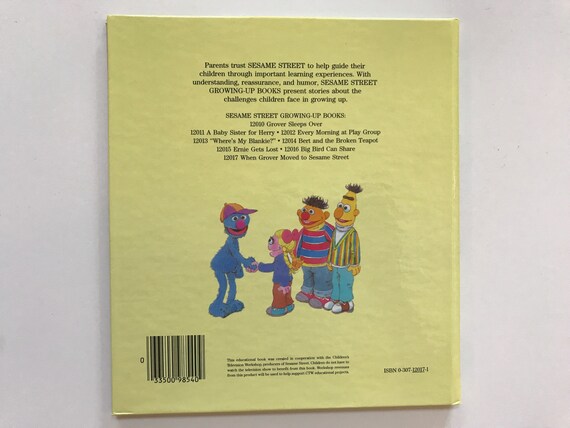 Parents trust SESAME STREET to help guide their
children through important learning experiences. With
understanding, reassurance, and humor, SESAME STREET
GROWING-UP BOOKS present stories about the
challenges children face in growing up.
SESAME STREET GROWING-UP BOOKS:
12010 Grover Sleeps Over
12011 A Baby Sister for Herry • 12012 Every Morning at Play Group
12013 "Where's My Blankie?" • 12014 Bert and the Broken Teapot
12015 Ernie Gets Lost • 12016 Big Bird Can Share
12017 When Grover Moved to Sesame Street
0
33500 98540
This educational book was created in cooperation with the Children's
Television Workshop, producers of Sesame Street. Children do not have to
watch the television show to benefit from this book. Workshop revenues
from this product will be used to help support CTW educational projects.
ISBN 0-307-12017-1